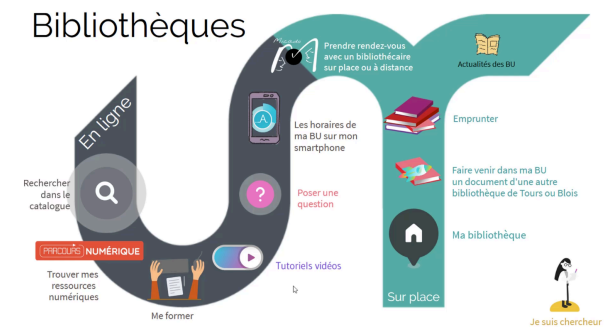 Bibliothèques
En ligne
Rechercher
dans le
catalogue
PARCOURS NUMÉRIQUE
Trouver mes
ressources
numériques
Me former
Tutoriels vidéos
?
Poser une
question
A
Les horaires de
ma BU sur mon
smartphone
Prendre rendez-vous
avec un bibliothécaire
sur place ou à distance
Actualités des BU
Emprunter
Faire venir dans ma BU
un document d'une autre
bibliothèque de Tours ou Blois
Ma bibliothèque
Sur place
Je suis chercheur